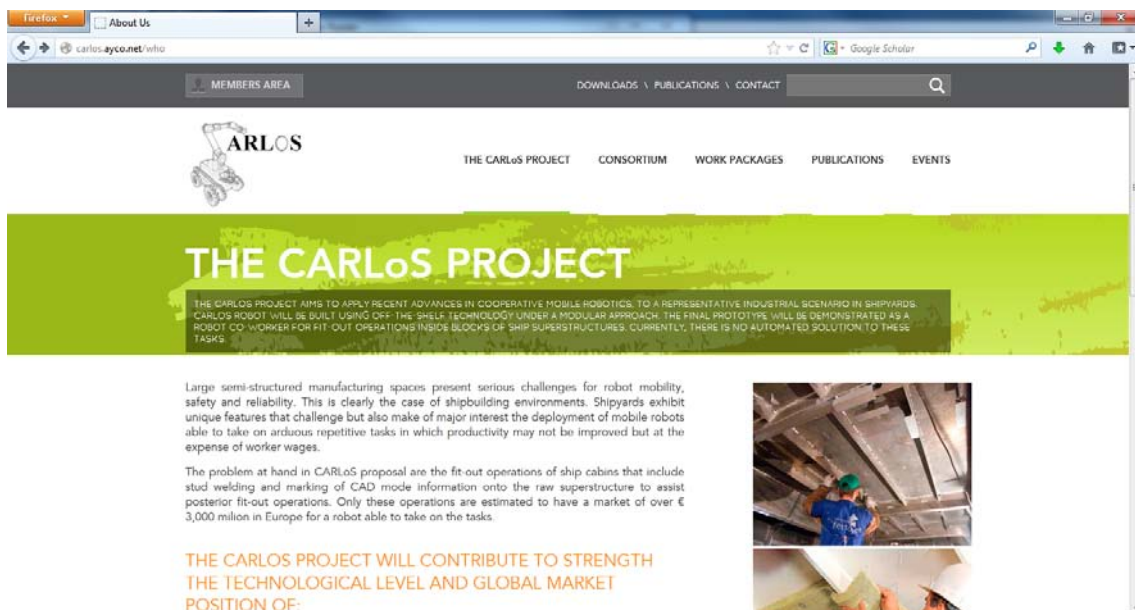 Firefox
About Us
carlos.ayco.net/who
Google Scholar
MEMBERS AREA
DOWNLOADS \ PUBLICATIONS \ CONTACT
ARLOS
THE CARLoS PROJECT CONSORTIUM WORK PACKAGES PUBLICATIONS EVENTS
THE CARLoS PROJECT
THE CARLOS PROJECT AIMS TO APPLY RECENT ADVANCES IN COOPERATIVE MOBILE ROBOTICS, TO A REPRESENTATIVE INDUSTRIAL SCENARIO IN SHIPYARDS.
CARLOS ROBOT WILL BE BUILT USING OFF-THE-SHELF TECHNOLOGY UNDER A MODULAR APPROACH. THE FINAL PROTOTYPE WILL BE DEMONSTRATED AS A
ROBOT CO-WORKER FOR FIT-OUT OPERATIONS INSIDE BLOCKS OF SHIP SUPERSTRUCTURES. CURRENTLY, THERE IS NO AUTOMATED SOLUTION TO THESE
TASKS.
Large semi-structured manufacturing spaces present serious challenges for robot mobility,
safety and reliability. This is clearly the case of shipbuilding environments. Shipyards exhibit
unique features that challenge but also make of major interest the deployment of mobile robots
able to take on arduous repetitive tasks in which productivity may not be improved but at the
expense of worker wages.
The problem at hand in CARLoS proposal are the fit-out operations of ship cabins that include
stud welding and marking of CAD mode information onto the raw superstructure to assist
posterior fit-out operations. Only these operations are estimated to have a market of over €
3,000 milion in Europe for a robot able to take on the tasks.
THE CARLOS PROJECT WILL CONTRIBUTE TO STRENGTH
THE TECHNOLOGICAL LEVEL AND GLOBAL MARKET
POSITION OF: